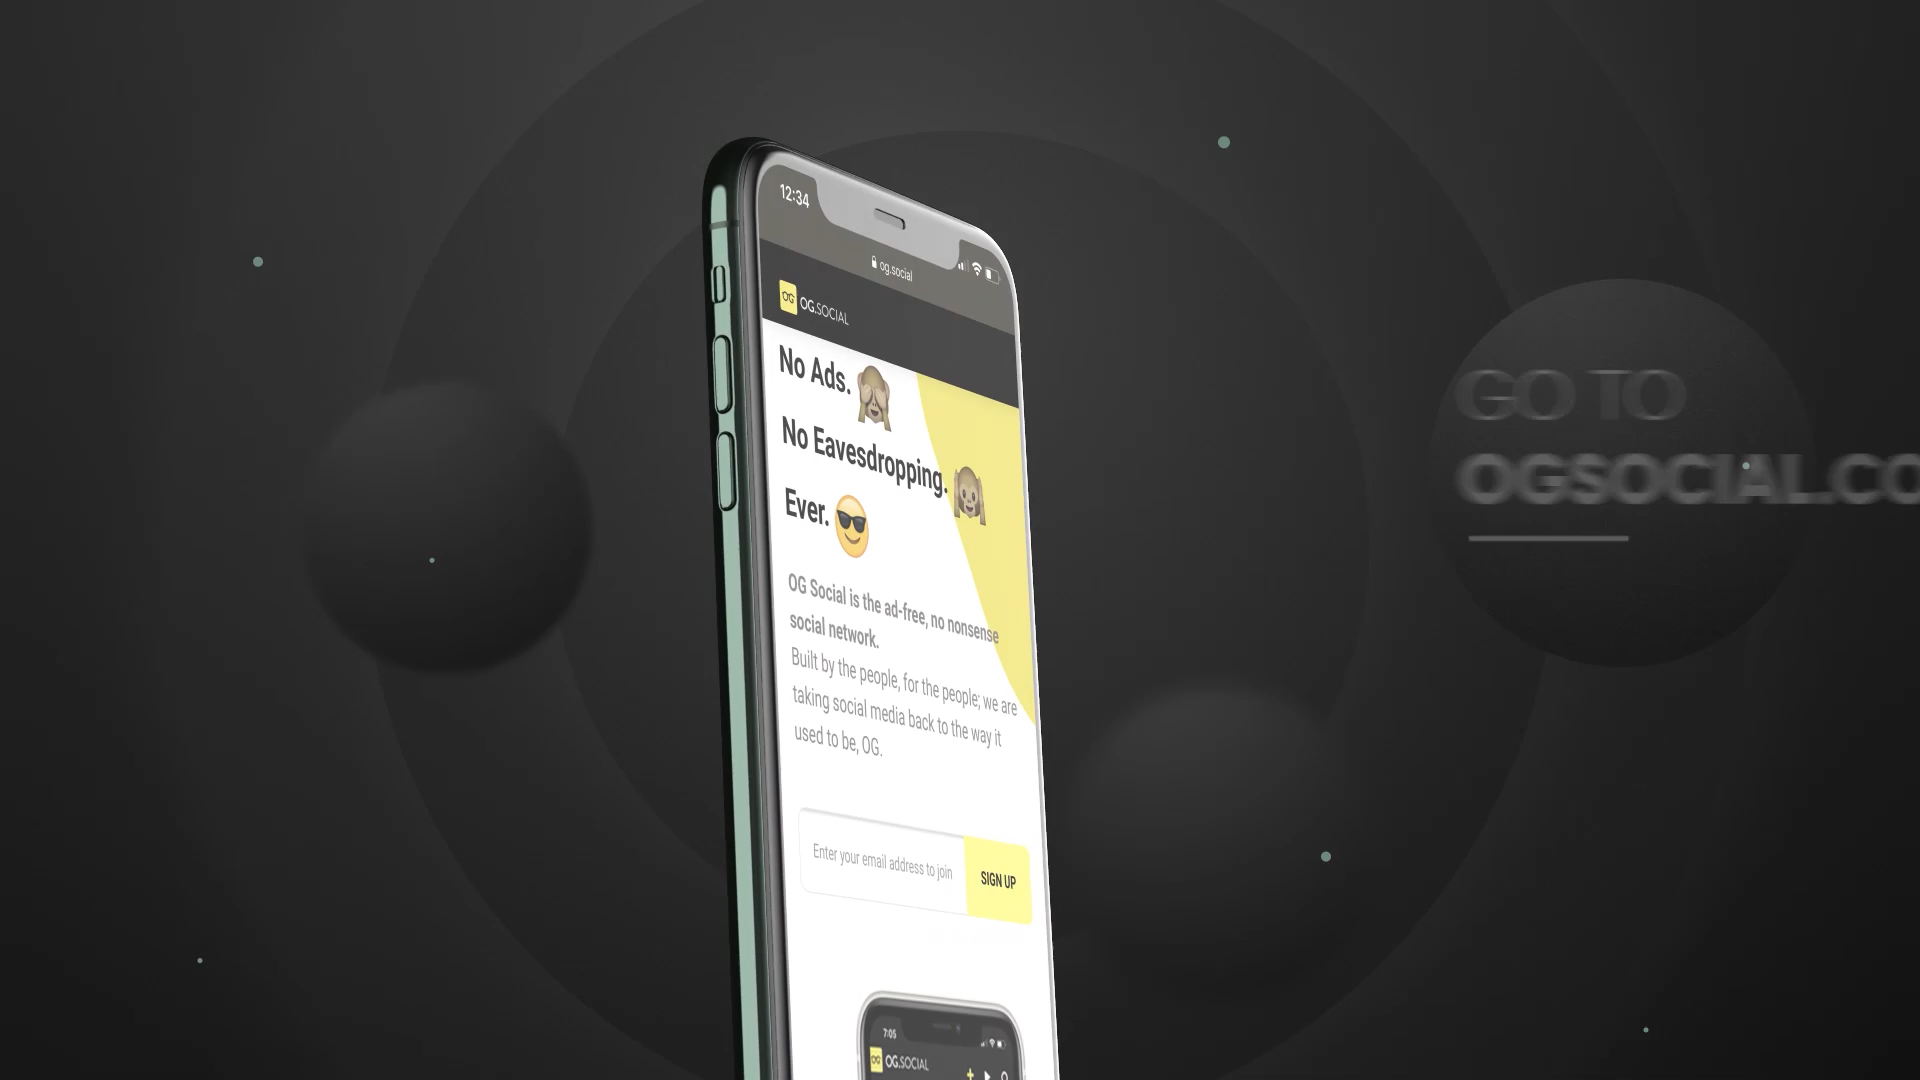 12:34
og.social
OG.SOCIAL
No Ads.
No Eavesdropping.
Ever.
OG Social is the ad-free, no nonsense
social network.
Built by the people, for the people; we are
taking social media back to the way it
used to be, OG.
Enter your email address to join
SIGN UP
7:05
OG.SOCIAL
GO TO
OGSOCIAL.CO